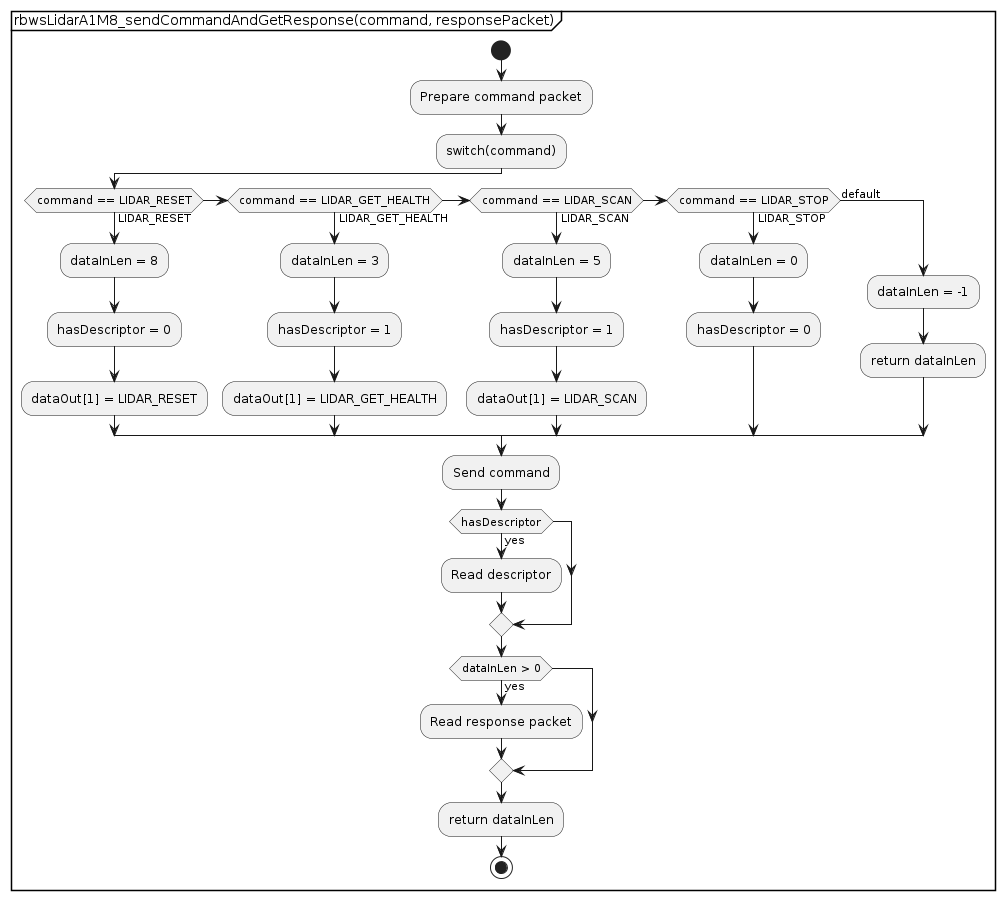 rbwsLidarA1M8_sendCommandAndGetResponse(command, responsePacket)
Prepare command packet
switch(command)
command == LIDAR_RESET
LIDAR_RESET
dataInLen = 8
hasDescriptor = 0
dataOut[1] = LIDAR_RESET
command == LIDAR_GET_HEALTH
LIDAR_GET_HEALTH
dataInLen = 3
hasDescriptor = 1
dataOut[1] = LIDAR_GET_HEALTH
command == LIDAR_SCAN
LIDAR_SCAN
dataInLen = 5
hasDescriptor = 1
dataOut[1] = LIDAR_SCAN
command == LIDAR_STOP
LIDAR_STOP
dataInLen = 0
hasDescriptor = 0
default
dataInLen = -1
return dataInLen
Send command
hasDescriptor
yes
Read descriptor
dataInLen > 0
yes
Read response packet
return dataInLen